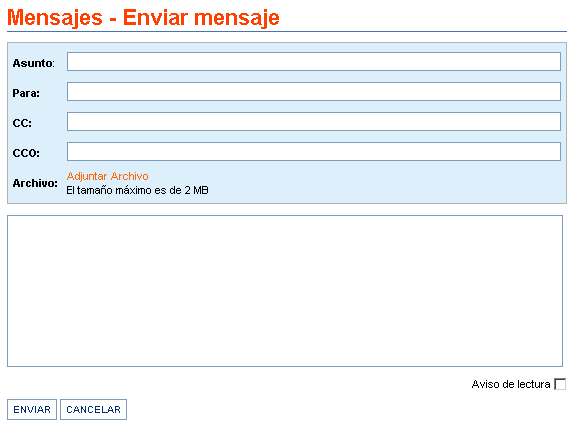 Mensajes - Enviar mensaje
Asunto:
Para:
CC:
CCO:
Archivo: Adjuntar Archivo
El tamaño máximo es de 2 MB
Aviso de lectura
ENVIAR CANCELAR